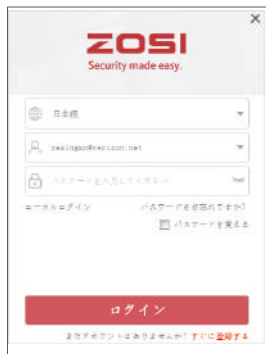 ZOSI
Security made easy.
日本語
パスワードを入力してください
ローカルログイン パスワードをお忘れですか?
パスワードを覚える
ログイン
まだアカウントはありませんか? すぐに登録する